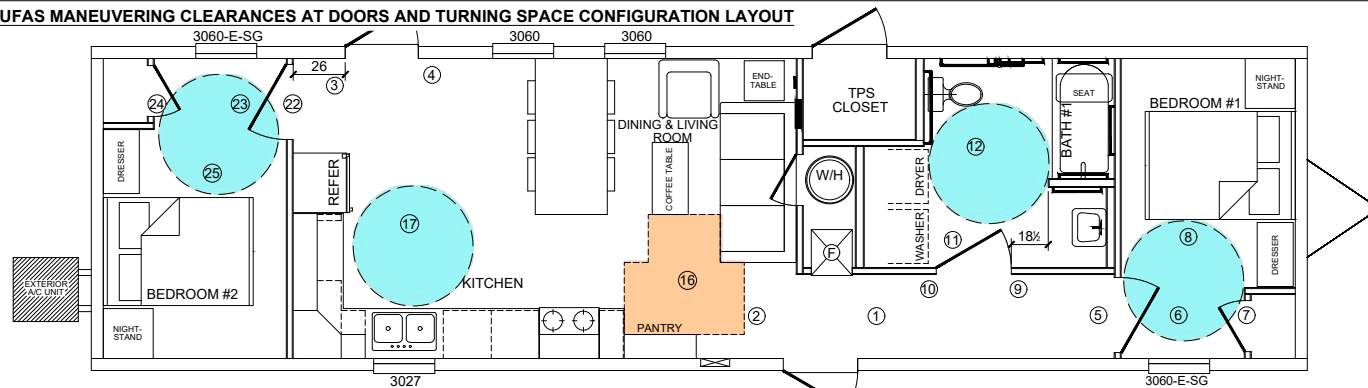 UFAS MANEUVERING CLEARANCES AT DOORS AND TURNING SPACE CONFIGURATION LAYOUT
3060-E-SG
3060
3060
26
3
4
24
23
22
25
DRESSER
BEDROOM #2
NIGHT-
STAND
EXTERIOR
A/C UNIT
REFER
17
KITCHEN
3027
DINING & LIVING
ROOM
COFFEE TABLE
END-
TABLE
16
PANTRY
2
1
TPS
CLOSET
W/H
F
DRYER
WASHER
12
11
18½
10
9
SEAT
BATH #1
BEDROOM #1
NIGHT-
STAND
DRESSER
8
5
6
7
3060-E-SG